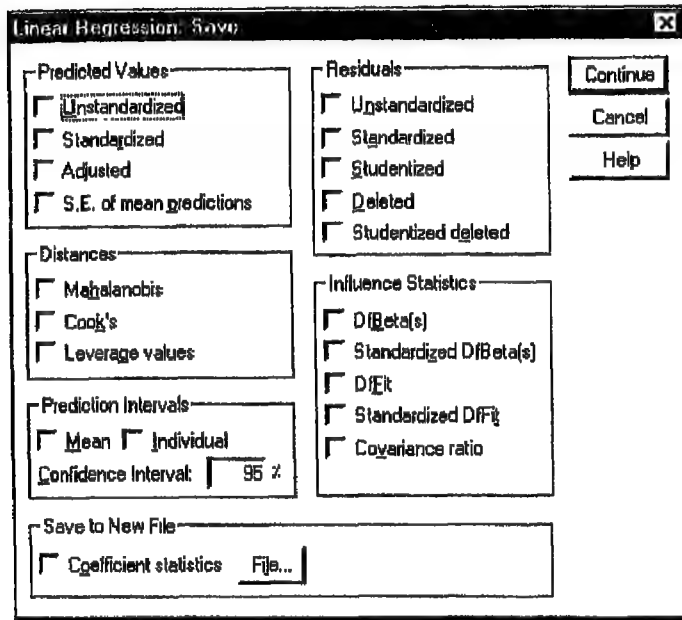 Linear Regression: Save
Predicted Values
Unstandardized
Standardized
Adjusted
S.E. of mean predictions
Distances
Mahalanobis
Cook's
Leverage values
Prediction Intervals
Mean Individual
Confidence Interval: 95 %
Residuals
Unstandardized
Standardized
Studentized
Deleted
Studentized deleted
Influence Statistics
DfBeta(s)
Standardized DfBeta(s)
DfFit
Standardized DfFit
Covariance ratio
Save to New File
Coefficient statistics File...
Continue
Cancel
Help